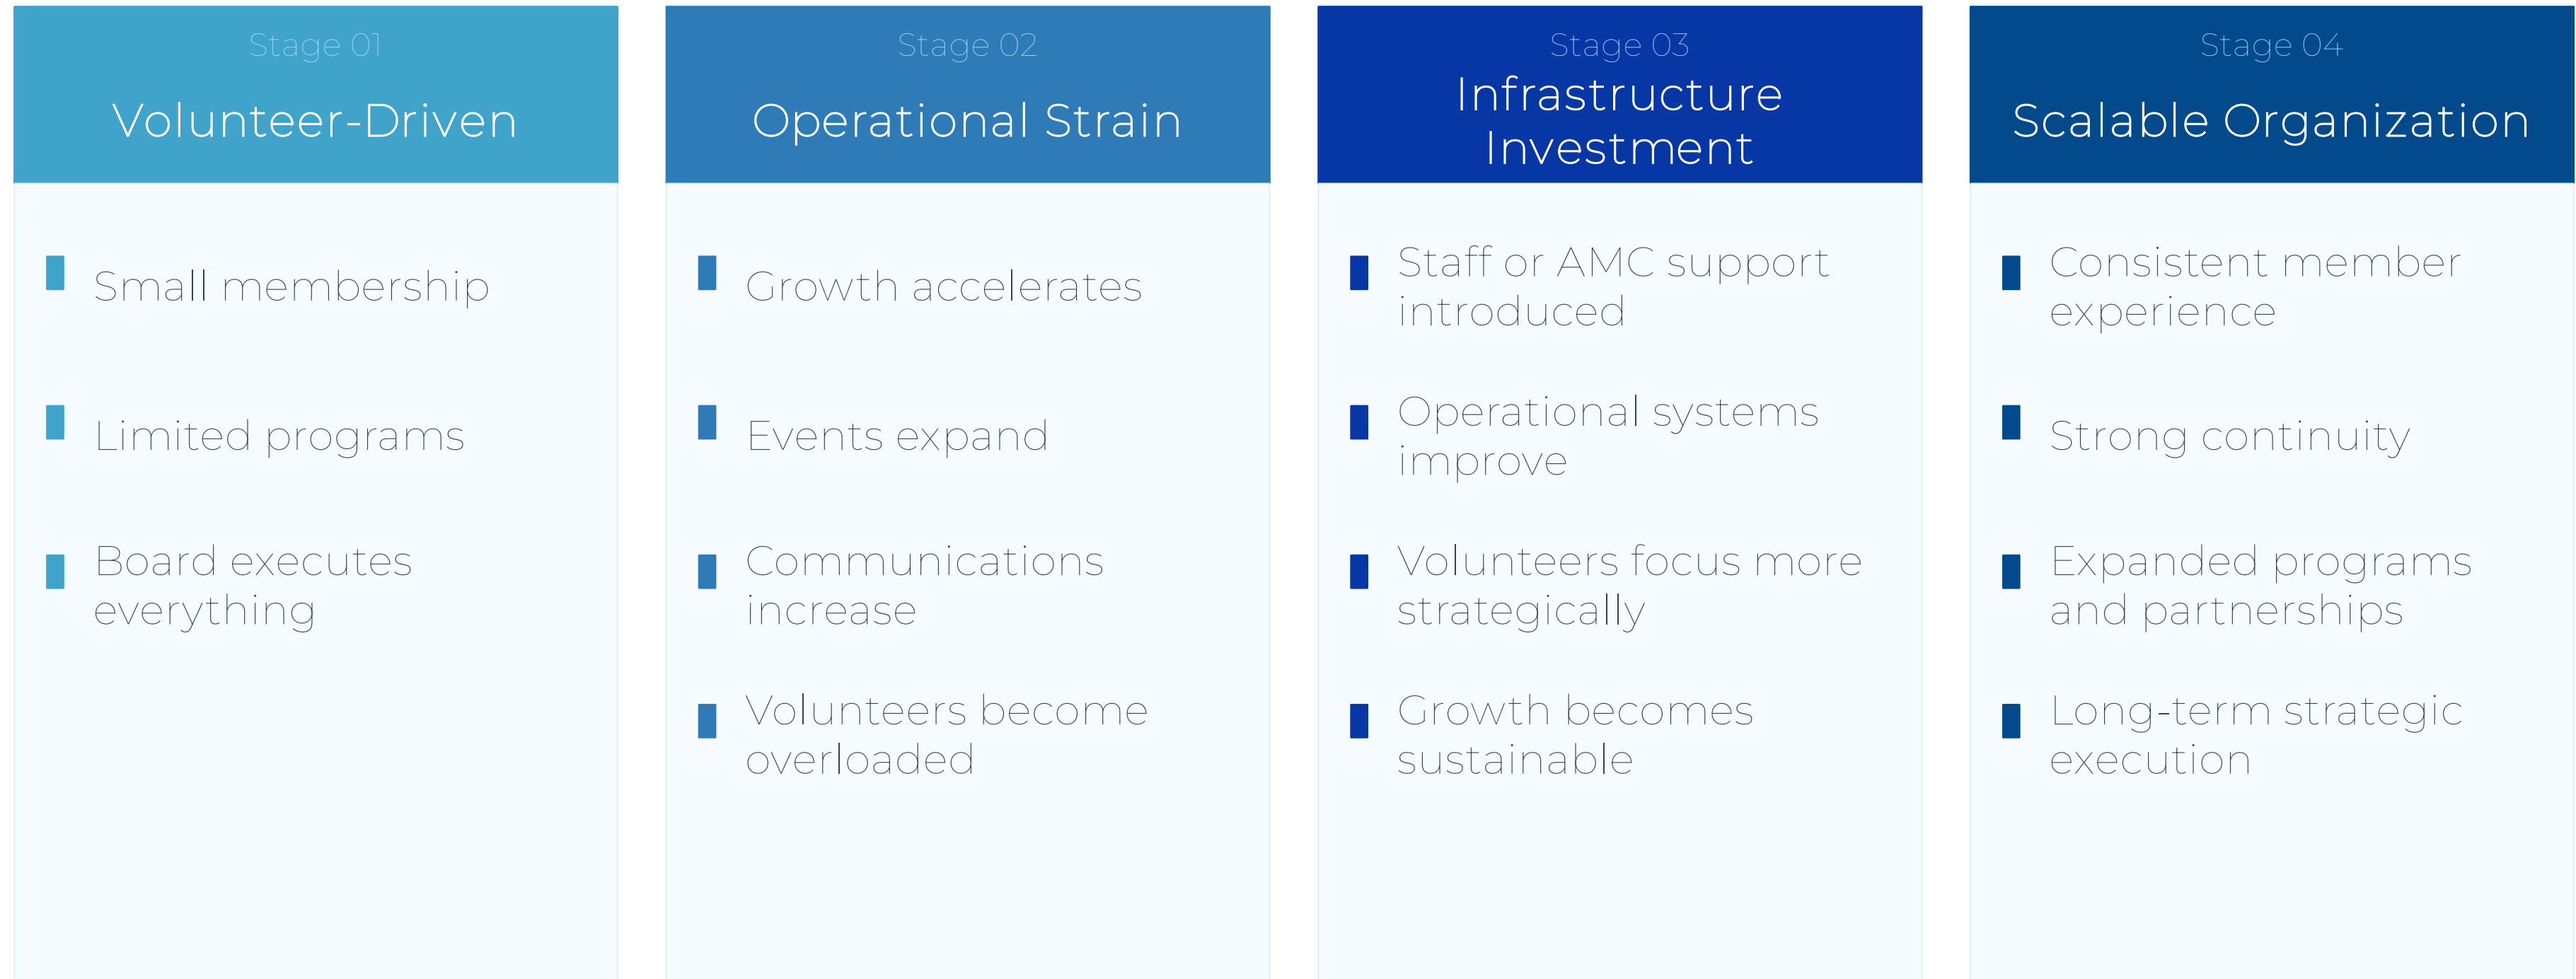 Stage 01
Volunteer-Driven
Small membership
Limited programs
Board executes
everything
Stage 02
Operational Strain
Growth accelerates
Events expand
Communications
increase
Volunteers become
overloaded
Stage 03
Infrastructure
Investment
Staff or AMC support
introduced
Operational systems
improve
Volunteers focus more
strategically
Growth becomes
sustainable
Stage 04
Scalable Organization
Consistent member
experience
Strong continuity
Expanded programs
and partnerships
Long-term strategic
execution